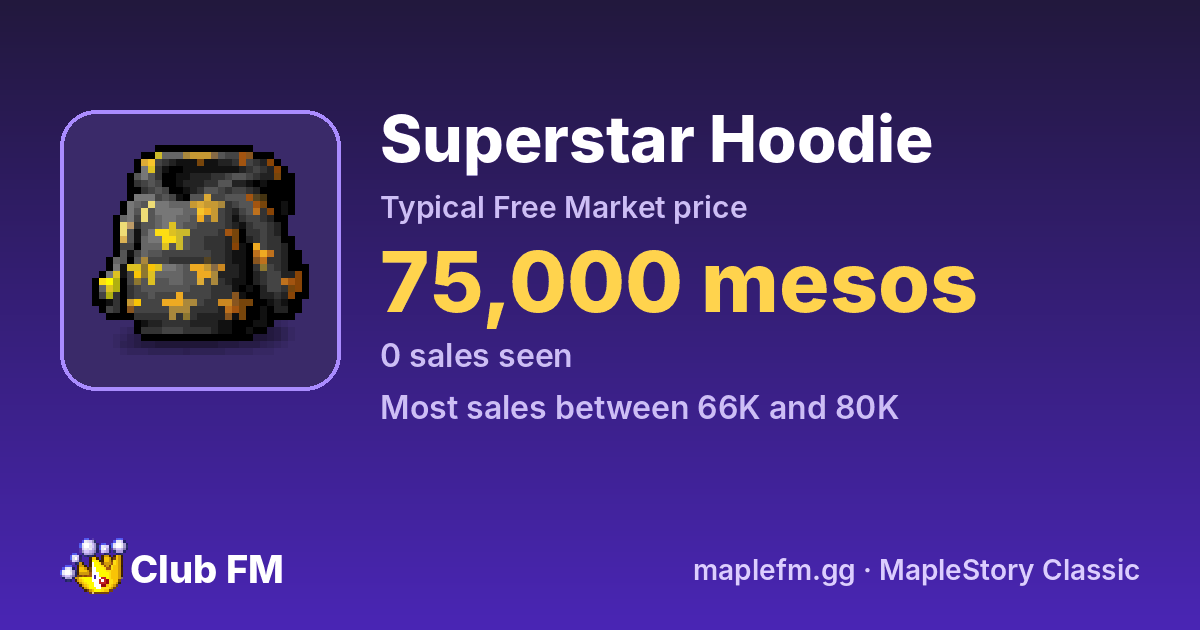 Superstar Hoodie
Typical Free Market price
75,000 mesos
0 sales seen
Most sales between 66K and 80K
Club FM
maplefm.gg · MapleStory Classic